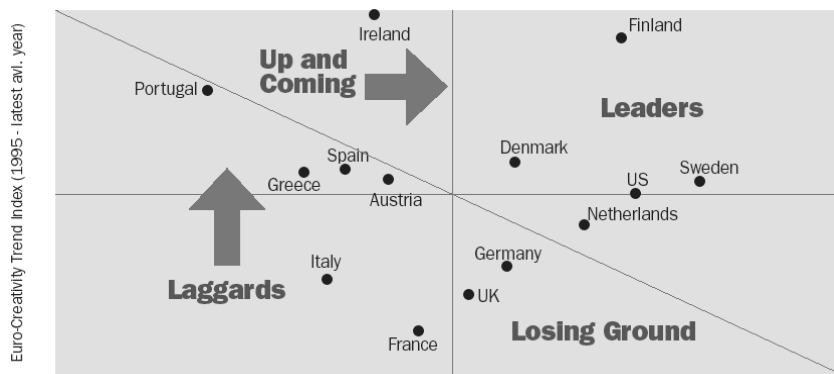 Euro-Creativity Trend Index (1995 - latest avl. year)
Ireland
Finland
Up and
Coming
Portugal
Leaders
Denmark
Spain
Sweden
Greece
US
Austria
Netherlands
Germany
Italy
Laggards
UK
Losing Ground
France